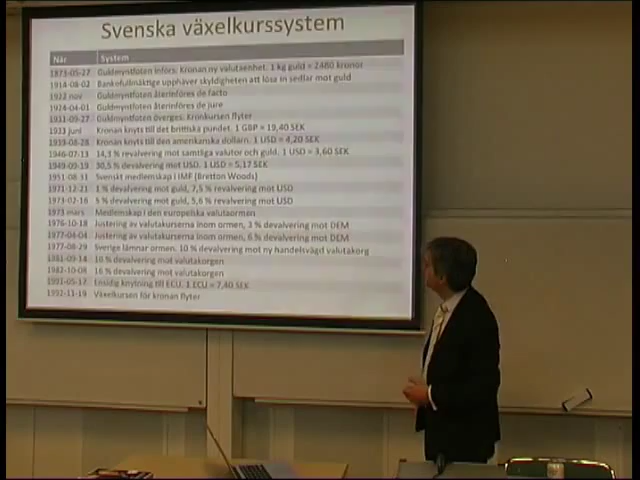 Svenska växelkurssystem
När System
1873-05-27 Guldmyntfoten införs. Kronan ny valutaenhet. 1 kg guld = 2480 kronor
1914-08-02 Bankofullmäktige upphäver skyldigheten att lösa in sedlar mot guld
1922 nov Guldmyntfoten återinföres de facto
1924-04-01 Guldmyntfoten återinföres de jure
1931-09-27 Guldmyntfoten överges. Kronkursen flyter
1933 juni Kronan knyts till det brittiska pundet. 1 GBP = 19,40 SEK
1939-08-28 Kronan knyts till den amerikanska dollarn. 1 USD = 4,20 SEK
1946-07-13 14,3 % revalvering mot samtliga valutor och guld. 1 USD = 3,60 SEK
1949-09-19 30,5 % devalvering mot USD. 1 USD = 5,17 SEK
1951-08-31 Svenskt medlemskap i IMF (Bretton Woods)
1971-12-21 1 % devalvering mot guld, 7,5 % revalvering mot USD
1973-02-16 5 % devalvering mot guld, 5,6 % revalvering mot USD
1973 mars Medlemskap i den europeiska valutaormen
1976-10-18 Justering av valutakurserna inom ormen, 3 % devalvering mot DEM
1977-04-04 Justering av valutakurserna inom ormen, 6 % devalvering mot DEM
1977-08-29 Sverige lämnar ormen. 10 % devalvering mot ny handelsvägd valutakorg
1981-09-14 10 % devalvering mot valutakorgen
1982-10-08 16 % devalvering mot valutakorgen
1991-05-17 Ensidig knytning till ECU. 1 ECU = 7,40 SEK
1992-11-19 Växelkursen för kronan flyter